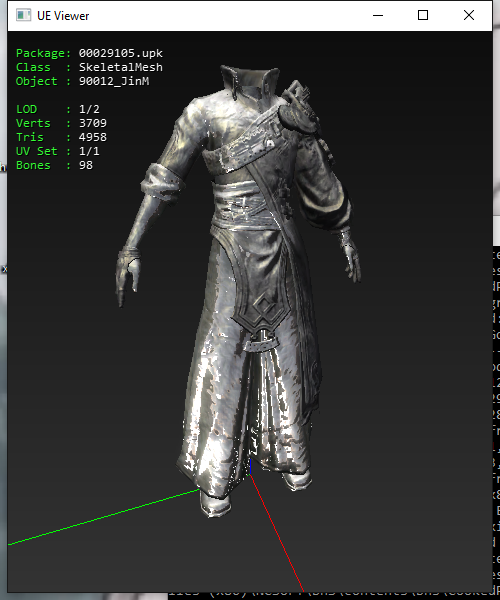 UE Viewer
Package: 00029105.upk
Class : SkeletalMesh
Object : 90012_JinM
LOD : 1/2
Verts : 3709
Tris : 4958
UV Set : 1/1
Bones : 98